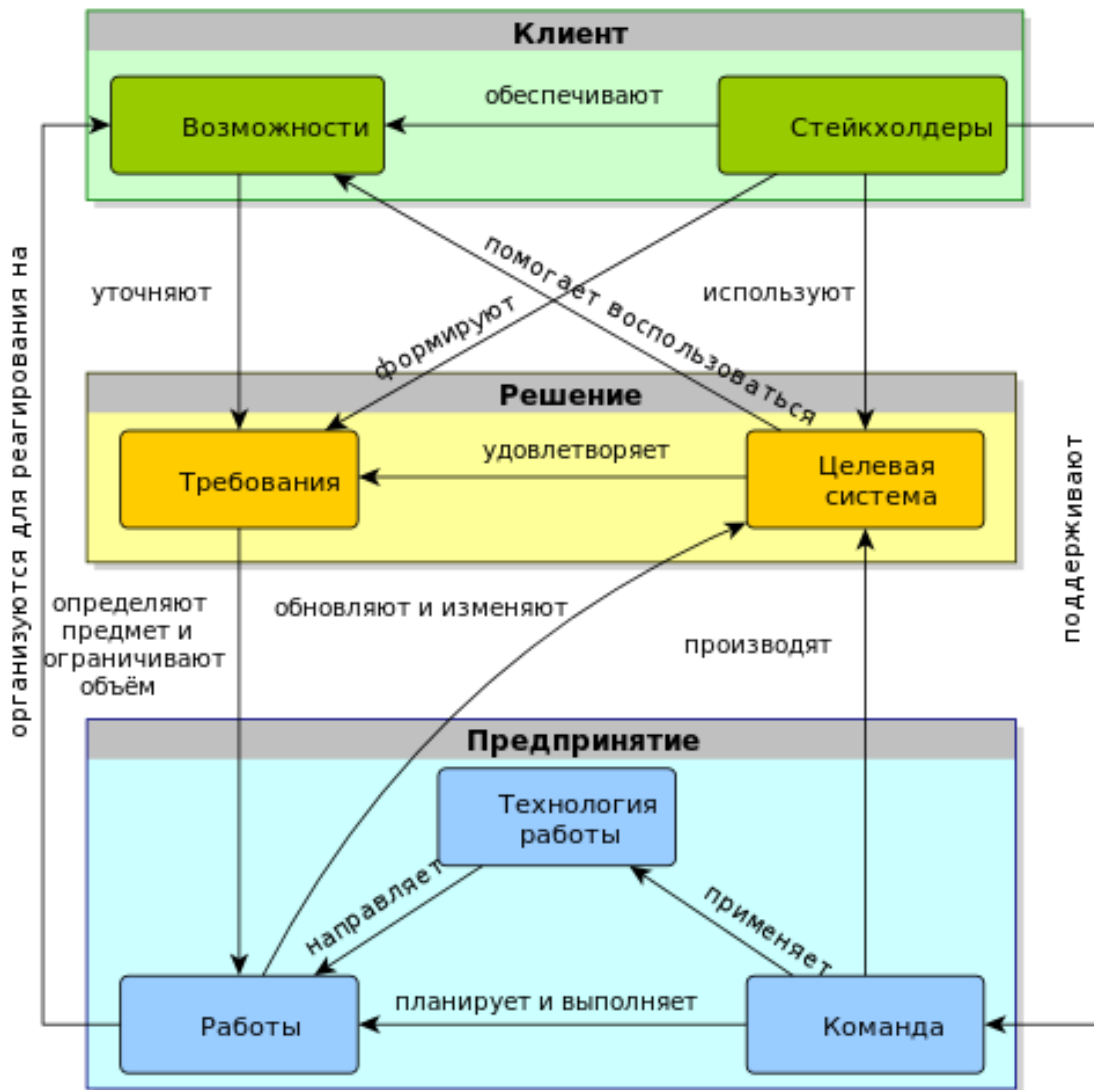 Клиент
обеспечивают
Возможности
Стейкхолдеры
организуются для реагирования на
уточняют
помогает воспользоваться
формируют
используют
Решение
удовлетворяет
Требования
Целевая
система
поддерживают
определяют
предмет и
ограничивают
объём
обновляют и изменяют
производят
Предприятие
Технология
работы
направляет
применяет
планирует и выполняет
Работы
Команда